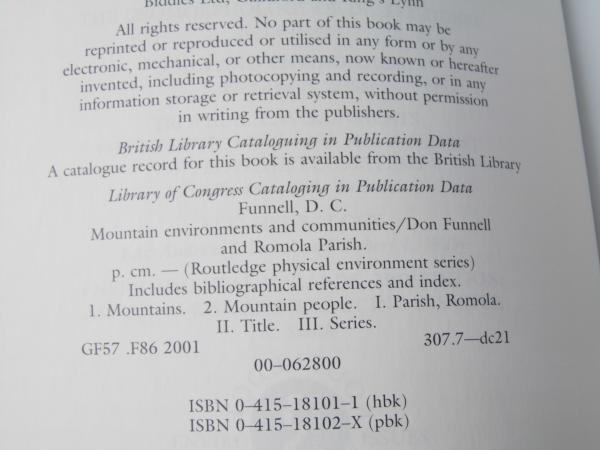 Biddles Ltd, Guildford and King's Lynn
All rights reserved. No part of this book may be
reprinted or reproduced or utilised in any form or by any
electronic, mechanical, or other means, now known or hereafter
invented, including photocopying and recording, or in any
information storage or retrieval system, without permission
in writing from the publishers.
British Library Cataloguing in Publication Data
A catalogue record for this book is available from the British Library
Library of Congress Cataloging in Publication Data
Funnell, D. C.
Mountain environments and communities/Don Funnell
and Romola Parish.
p. cm. — (Routledge physical environment series)
Includes bibliographical references and index.
1. Mountains. 2. Mountain people. I. Parish, Romola.
II. Title. III. Series.
GF57 .F86 2001
307.7—dc21
00–062800
ISBN 0–415–18101–1 (hbk)
ISBN 0–415–18102–X (pbk)